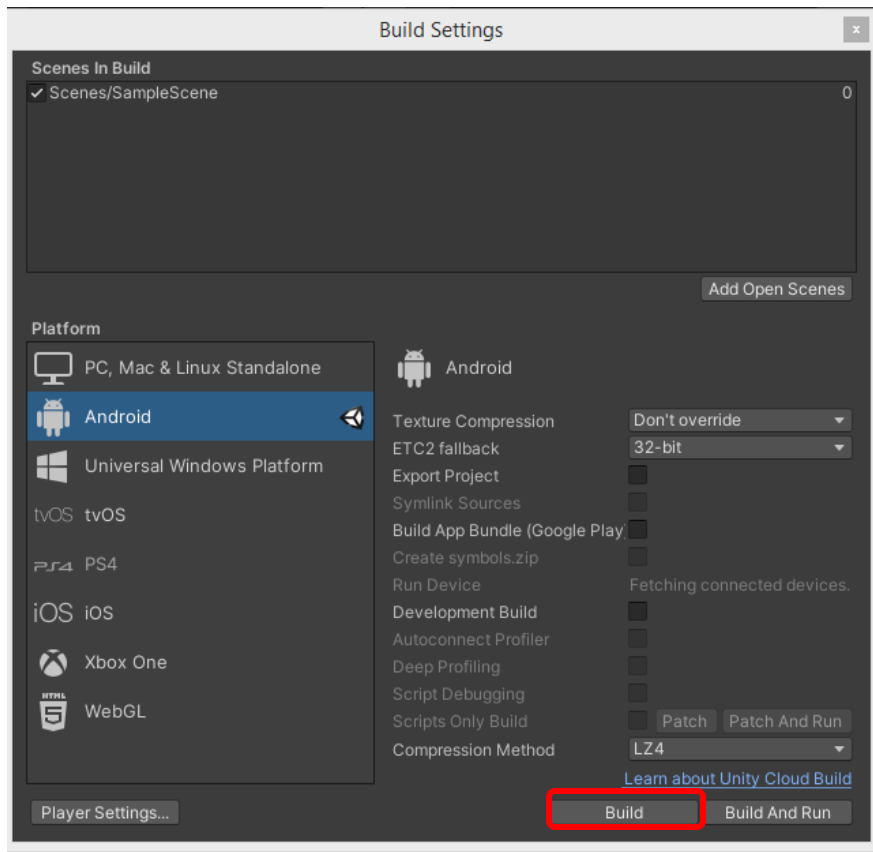 Build Settings
x
Scenes In Build
Scenes/SampleScene 0
Add Open Scenes
Platform
PC, Mac & Linux Standalone
Android
Universal Windows Platform
tvOS tvOS
PS4 PS4
iOS iOS
Xbox One
HTML 5 WebGL
Android
Texture Compression Don't override
ETC2 fallback 32-bit
Export Project
Symlink Sources
Build App Bundle (Google Play)
Create symbols.zip
Run Device Fetching connected devices.
Development Build
Autoconnect Profiler
Deep Profiling
Script Debugging
Scripts Only Build Patch Patch And Run
Compression Method LZ4
Learn about Unity Cloud Build
Player Settings... Build Build And Run